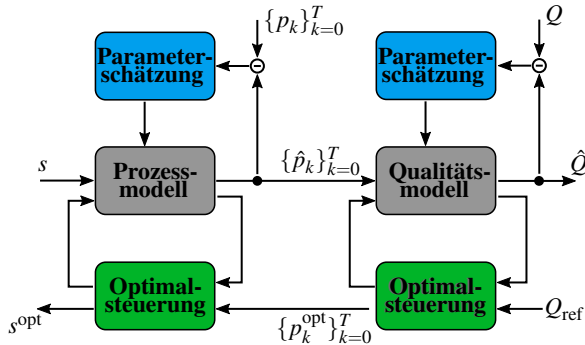 {p_k}_{k=0}^T
Q
Parameter-
schätzung
Parameter-
schätzung
s
Prozess-
modell
{p̂_k}_{k=0}^T
Qualitäts-
modell
Q̂
Optimal-
steuerung
Optimal-
steuerung
s^opt
{p_k^opt}_{k=0}^T
Q_ref